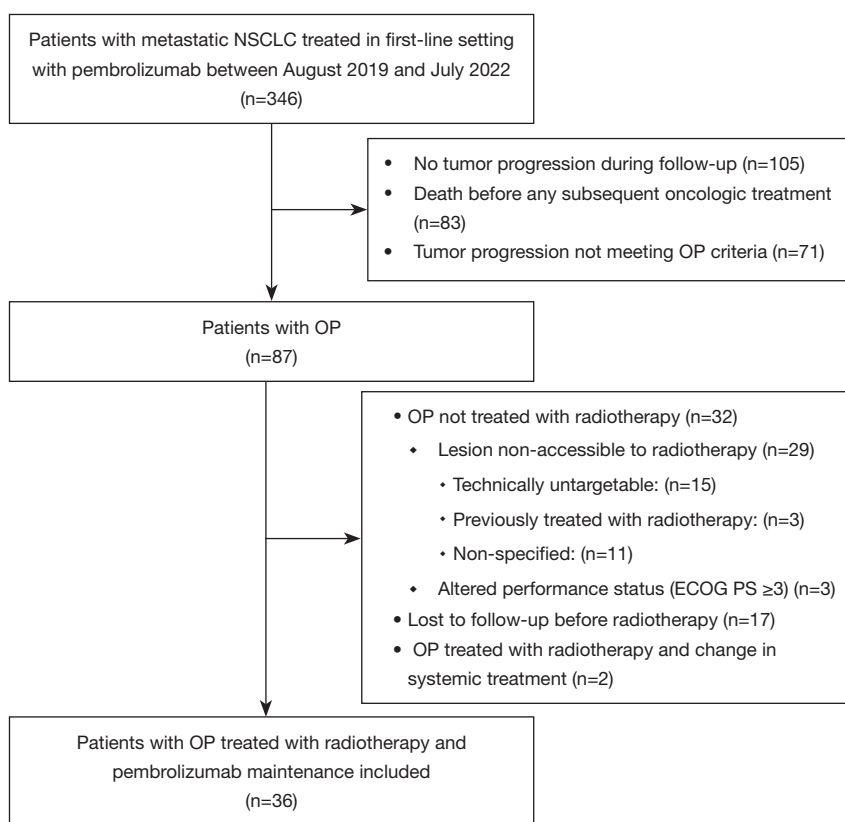 Patients with metastatic NSCLC treated in first-line setting
with pembrolizumab between August 2019 and July 2022
(n=346)
• No tumor progression during follow-up (n=105)
• Death before any subsequent oncologic treatment
(n=83)
• Tumor progression not meeting OP criteria (n=71)
Patients with OP
(n=87)
• OP not treated with radiotherapy (n=32)
◆ Lesion non-accessible to radiotherapy (n=29)
◆ Technically untargetable: (n=15)
◆ Previously treated with radiotherapy: (n=3)
◆ Non-specified: (n=11)
◆ Altered performance status (ECOG PS ≥3) (n=3)
• Lost to follow-up before radiotherapy (n=17)
• OP treated with radiotherapy and change in
systemic treatment (n=2)
Patients with OP treated with radiotherapy and
pembrolizumab maintenance included
(n=36)